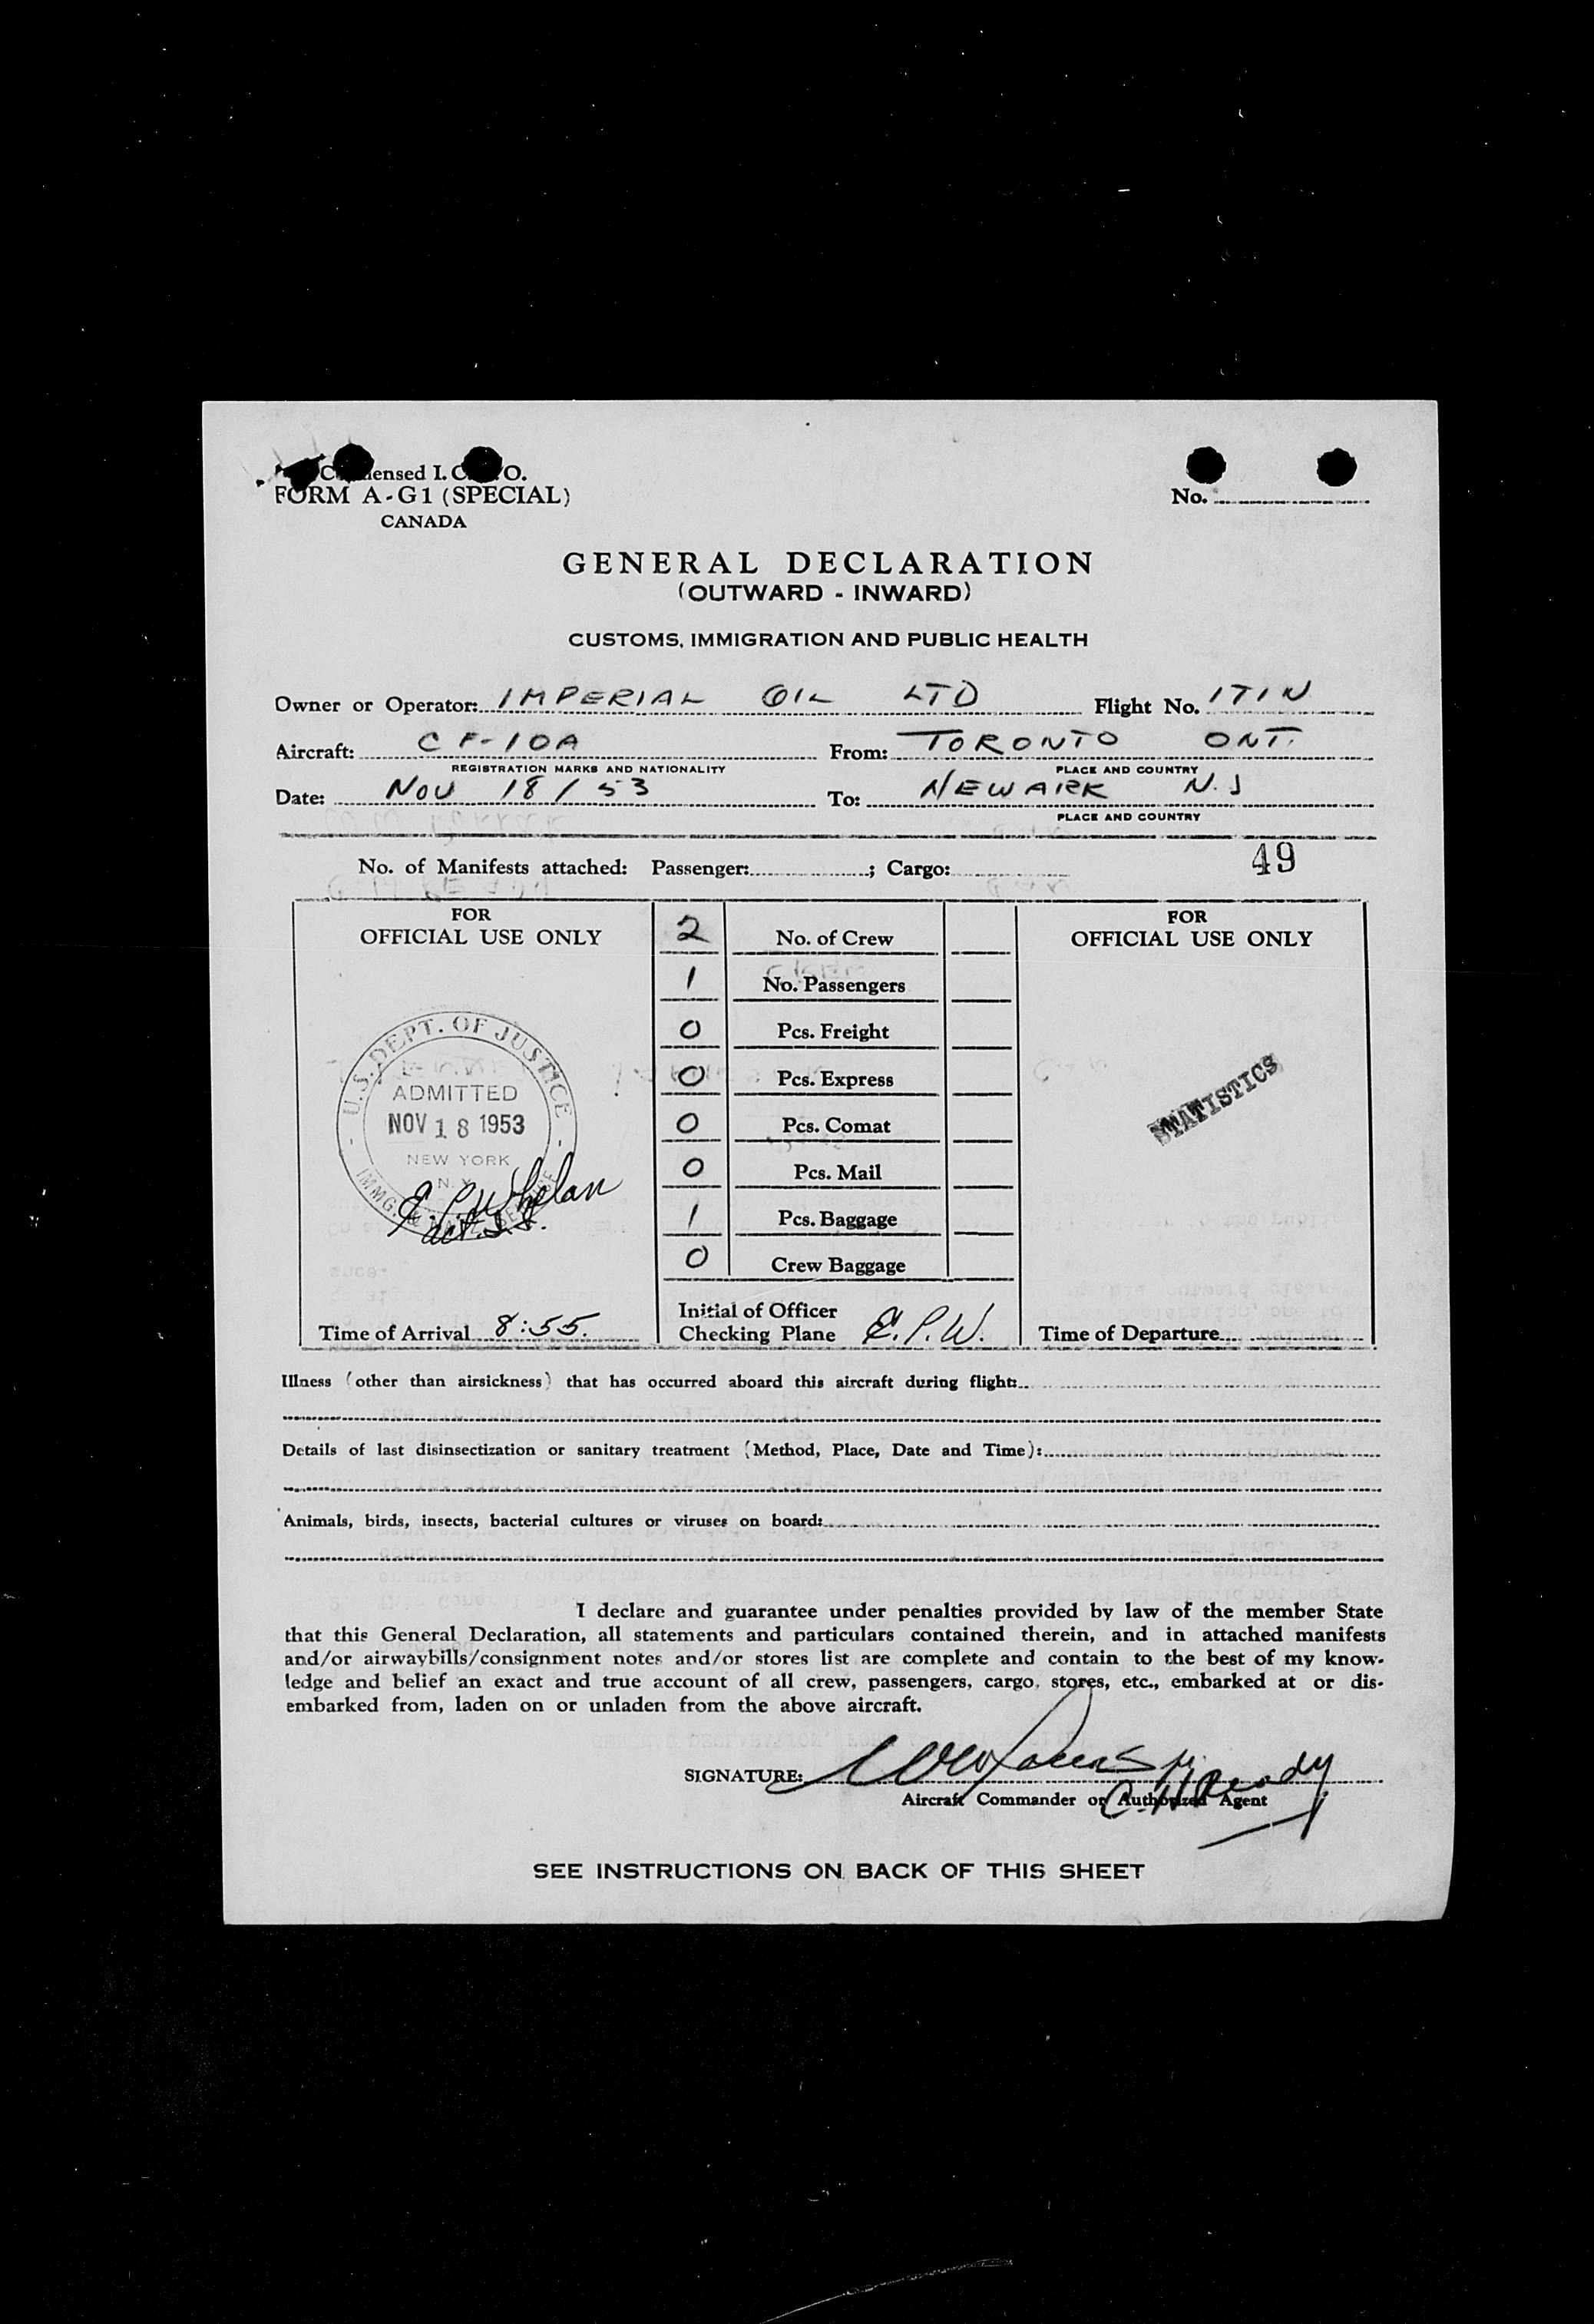 ensed I. C O.
FORM A-G1 (SPECIAL)
CANADA
No.
GENERAL DECLARATION
(OUTWARD - INWARD)
CUSTOMS, IMMIGRATION AND PUBLIC HEALTH
Owner or Operator: IMPERIAL OIL LTD Flight No. 171N
Aircraft: CF-10A From: TORONTO ONT.
REGISTRATION MARKS AND NATIONALITY PLACE AND COUNTRY
Date: NOV 18 / 53 To: NEWARK N.J
PLACE AND COUNTRY
No. of Manifests attached: Passenger: ; Cargo: 49
FOR
OFFICIAL USE ONLY
2 No. of Crew
1 No. Passengers
0 Pcs. Freight
0 Pcs. Express
0 Pcs. Comat
0 Pcs. Mail
1 Pcs. Baggage
0 Crew Baggage
FOR
OFFICIAL USE ONLY
U.S. DEPT. OF JUSTICE
ADMITTED
NOV 18 1953
NEW YORK
N.Y.
IMMG. &
E. P. Whelan
STATISTICS
Time of Arrival 8:55.
Initial of Officer
Checking Plane E.P.W.
Time of Departure
Illness (other than airsickness) that has occurred aboard this aircraft during flight:
Details of last disinsectization or sanitary treatment (Method, Place, Date and Time):
Animals, birds, insects, bacterial cultures or viruses on board:
I declare and guarantee under penalties provided by law of the member State
that this General Declaration, all statements and particulars contained therein, and in attached manifests
and/or airwaybills/consignment notes and/or stores list are complete and contain to the best of my know-
ledge and belief an exact and true account of all crew, passengers, cargo, stores, etc., embarked at or dis-
embarked from, laden on or unladen from the above aircraft.
SIGNATURE:
Aircraft Commander or Authorized Agent
SEE INSTRUCTIONS ON BACK OF THIS SHEET